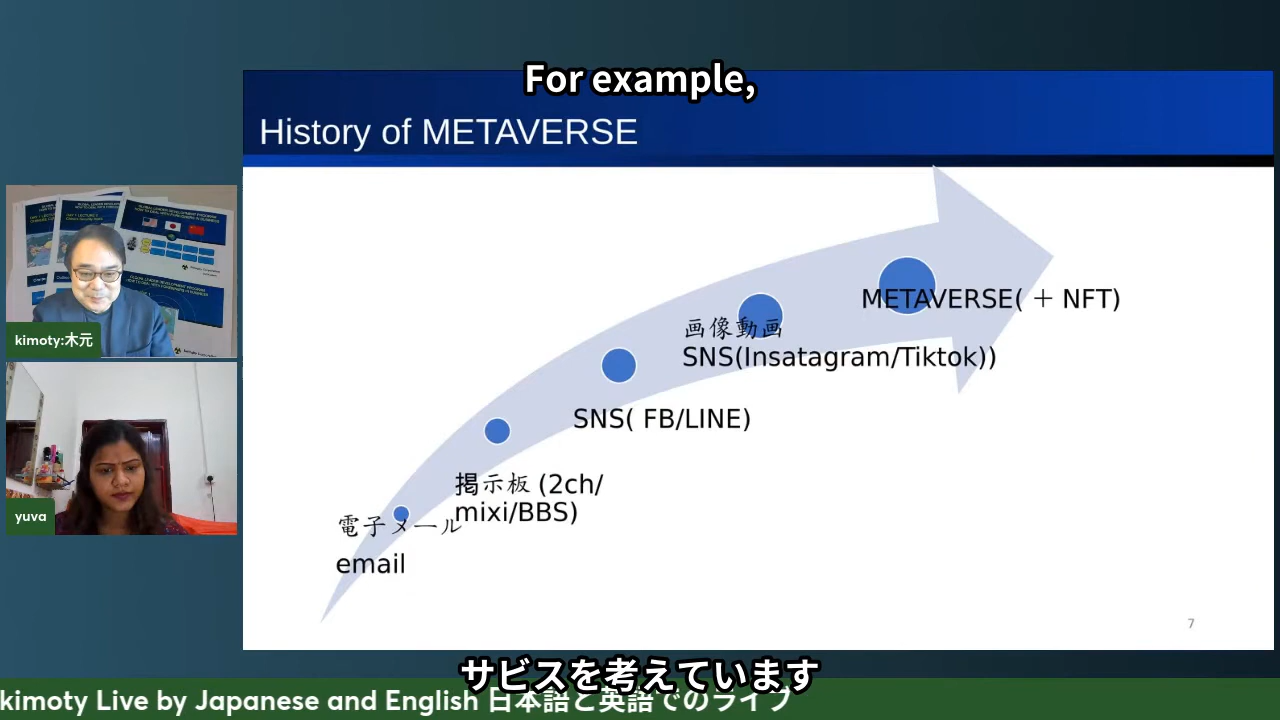 For example,
History of METAVERSE
METAVERSE( + NFT)
画像動画
SNS(Insatagram/Tiktok))
SNS( FB/LINE)
掲示板 (2ch/
mixi/BBS)
電子メール
email
7
kimoty:木元
yuva
サビスを考えています
kimoty Live by Japanese and English 日本語と英語でのライブ